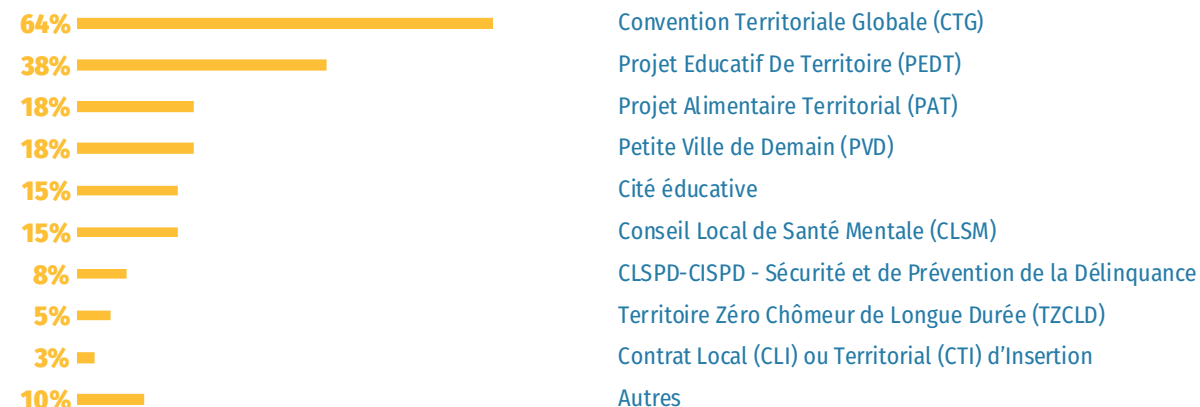 64% Convention Territoriale Globale (CTG)
38% Projet Educatif De Territoire (PEDT)
18% Projet Alimentaire Territorial (PAT)
18% Petite Ville de Demain (PVD)
15% Cité éducative
15% Conseil Local de Santé Mentale (CLSM)
8% CLSPD-CISPD - Sécurité et de Prévention de la Délinquance
5% Territoire Zéro Chômeur de Longue Durée (TZCLD)
3% Contrat Local (CLI) ou Territorial (CTI) d’Insertion
10% Autres